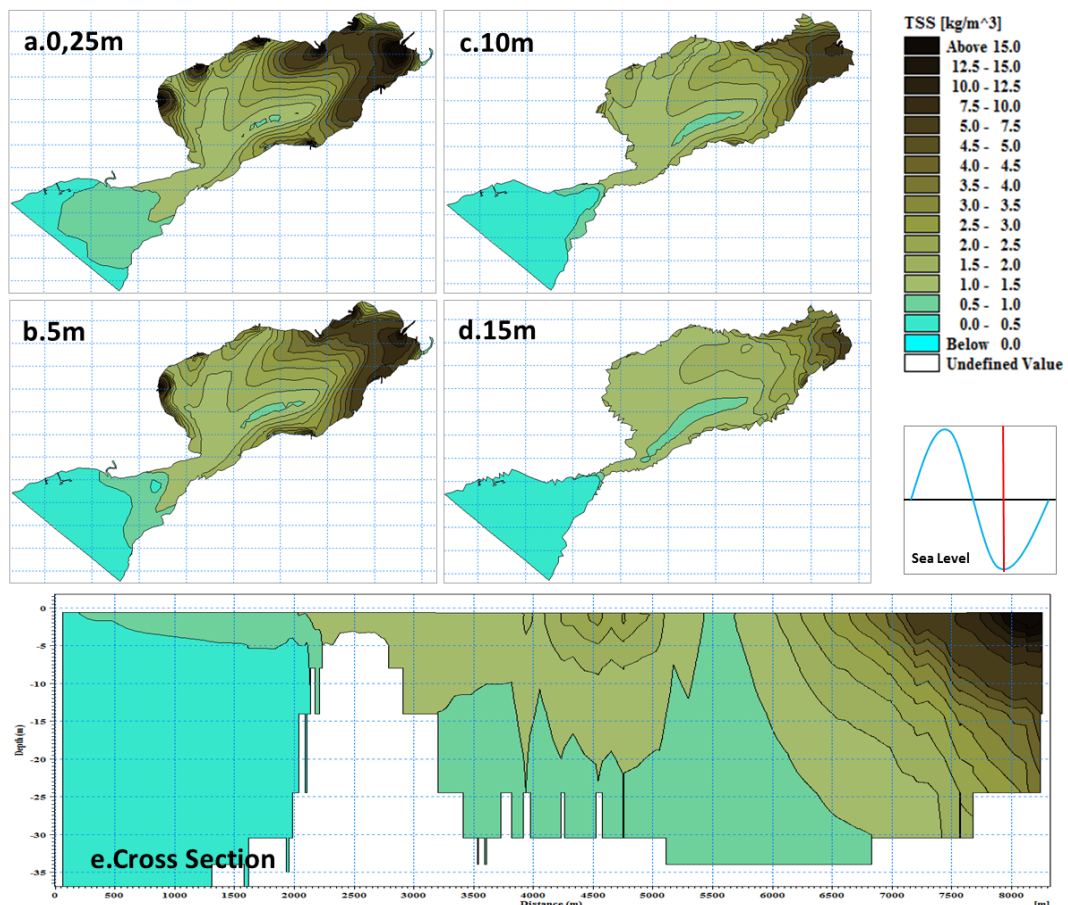 a.0,25m
c.10m
b.5m
d.15m
TSS [kg/m^3]
Above 15.0
12.5 - 15.0
10.0 - 12.5
7.5 - 10.0
5.0 - 7.5
4.5 - 5.0
4.0 - 4.5
3.5 - 4.0
3.0 - 3.5
2.5 - 3.0
2.0 - 2.5
1.5 - 2.0
1.0 - 1.5
0.5 - 1.0
0.0 - 0.5
Below 0.0
Undefined Value
Sea Level
0
-5
-10
-15
-20
-25
-30
-35
Depth(m)
e.Cross Section
0 500 1000 1500 2000 2500 3000 3500 4000 4500 5000 5500 6000 6500 7000 7500 8000
Distance (m) [m]